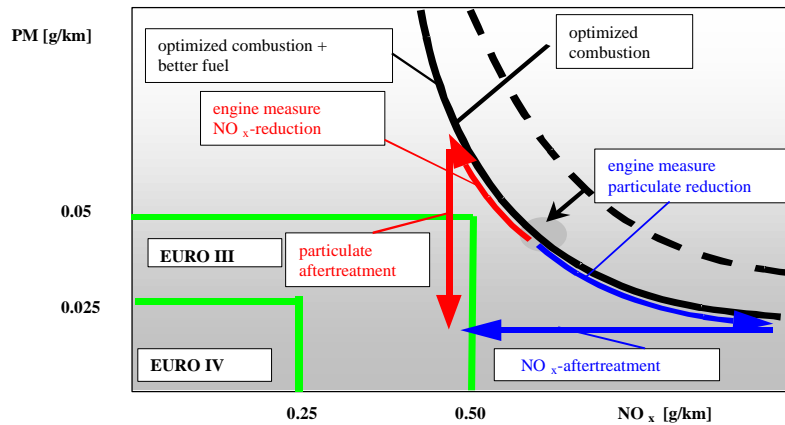 PM [g/km]
optimized combustion +
better fuel
optimized
combustion
engine measure
NO x-reduction
engine measure
particulate reduction
0.05
EURO III
particulate
aftertreatment
0.025
EURO IV
NO x-aftertreatment
0.25
0.50
NO x [g/km]